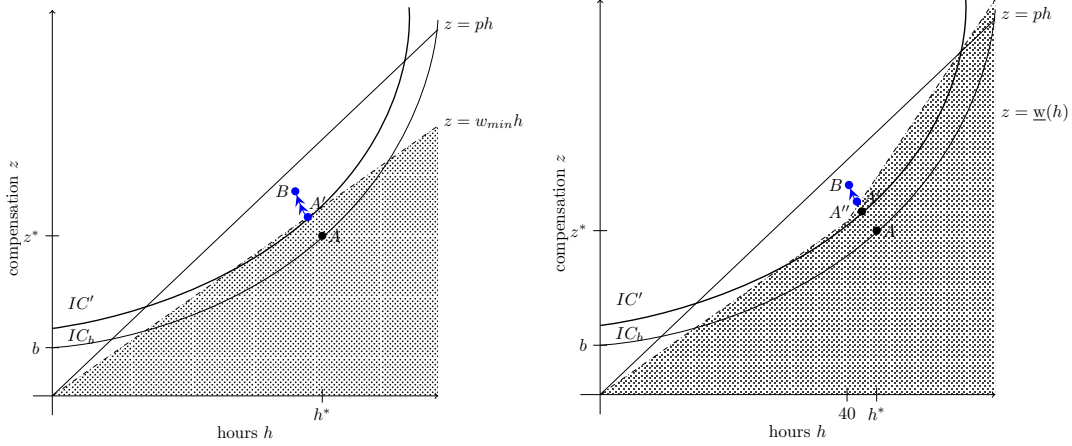 z = ph
z = w_{min}h
B
A'
A
z*
IC'
IC_b
b
h*
hours h
compensation z
z = ph
z = w(h)
B
A'
A''
A
z*
IC'
IC_b
b
40 h*
hours h
compensation z